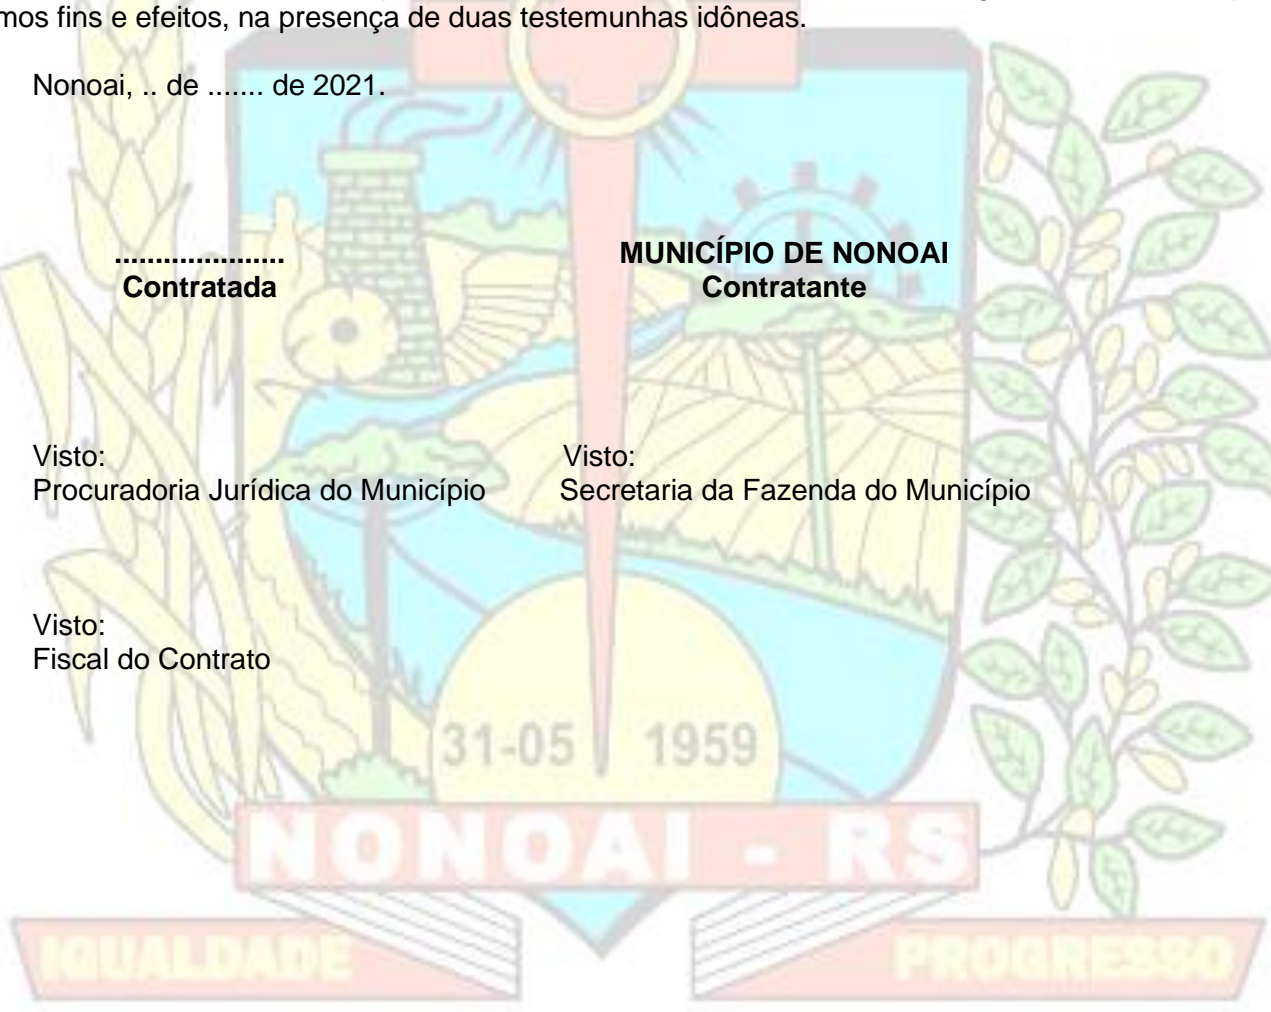 mos fins e efeitos, na presença de duas testemunhas idôneas.
Nonoai, .. de ....... de 2021.
..................... MUNICÍPIO DE NONOAI
Contratada Contratante
Visto: Visto:
Procuradoria Jurídica do Município Secretaria da Fazenda do Município
Visto:
Fiscal do Contrato
31-05 1959
NONOAI - RS
IGUALDADE PROGRESSO